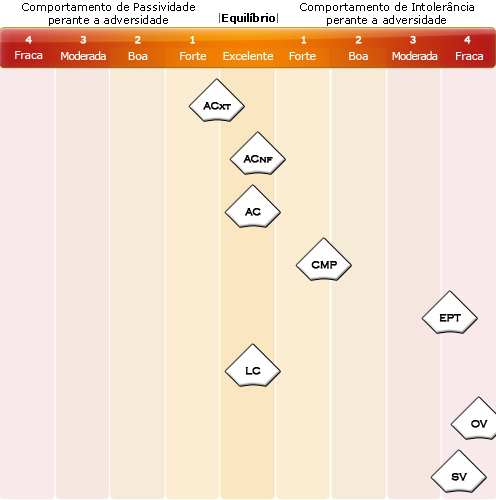 Comportamento de Passividade
perante a adversidade
|Equilíbrio|
Comportamento de Intolerância
perante a adversidade
4 3 2 1 1 2 3 4
Fraca Moderada Boa Forte Excelente Forte Boa Moderada Fraca
ACXT
ACNF
AC
CMP
EPT
LC
OV
SV